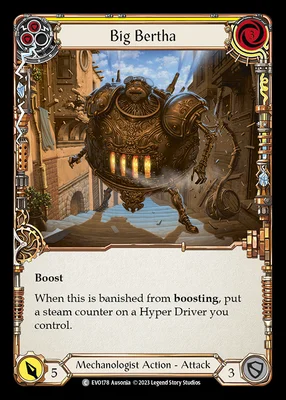 Big Bertha
Boost
When this is banished from boosting, put
a steam counter on a Hyper Driver you
control.
5
Mechanologist Action - Attack
3
C EVO178 Ausonia © 2023 Legend Story Studios